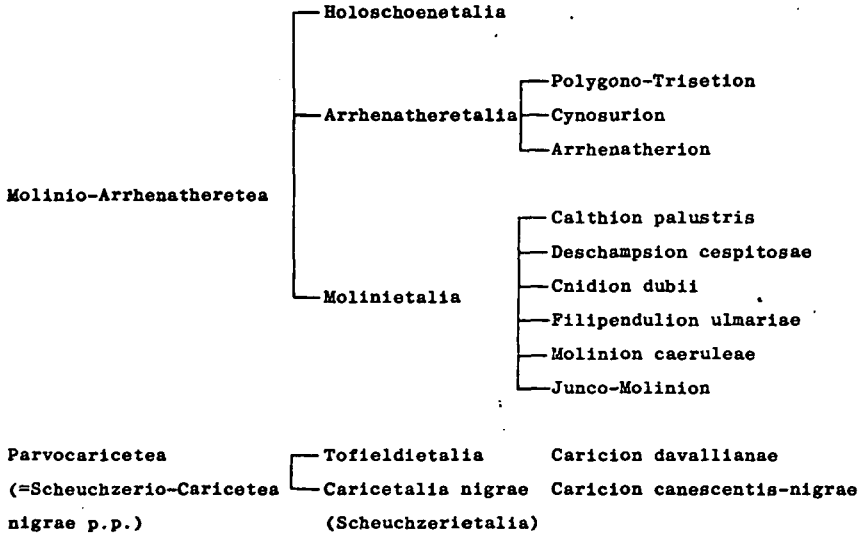 Holoschoenetalia
Polygono-Trisetion
Arrhenatheretalia Cynosurion
Arrhenatherion
Molinio-Arrhenatheretea
Calthion palustris
Deschampsion cespitosae
Cnidion dubii
Molinietalia
Filipendulion ulmariae
Molinion caeruleae
Junco-Molinion
Parvocaricetea Tofieldietalia Caricion davallianae
(=Scheuchzerio-Caricetea Caricetalia nigrae Caricion canescentis-nigrae
nigrae p.p.) (Scheuchzerietalia)